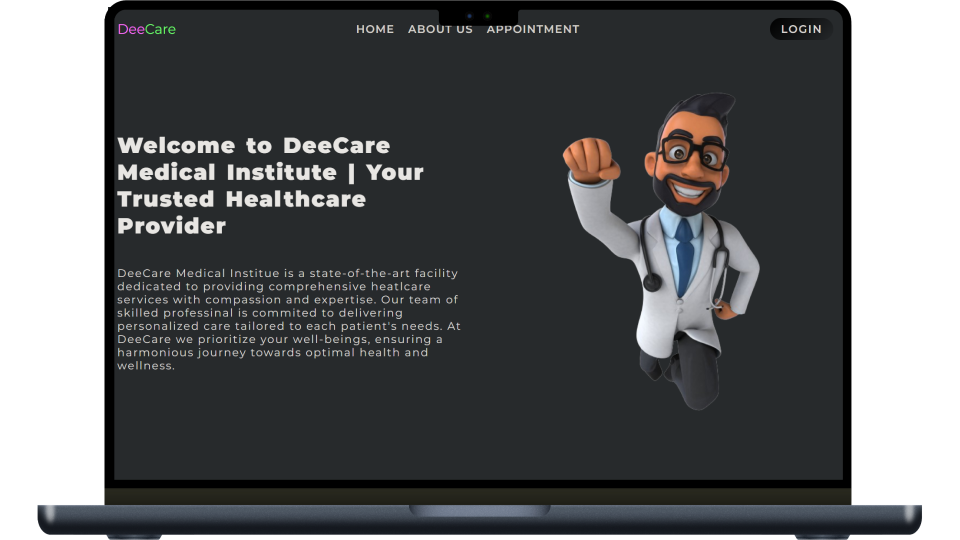 DeeCare
HOME ABOUT US APPOINTMENT
LOGIN
Welcome to DeeCare
Medical Institute | Your
Trusted Healthcare
Provider
DeeCare Medical Institue is a state-of-the-art facility
dedicated to providing comprehensive heatlcare
services with compassion and expertise. Our team of
skilled professinal is commited to delivering
personalized care tailored to each patient's needs. At
DeeCare we prioritize your well-beings, ensuring a
harmonious journey towards optimal health and
wellness.